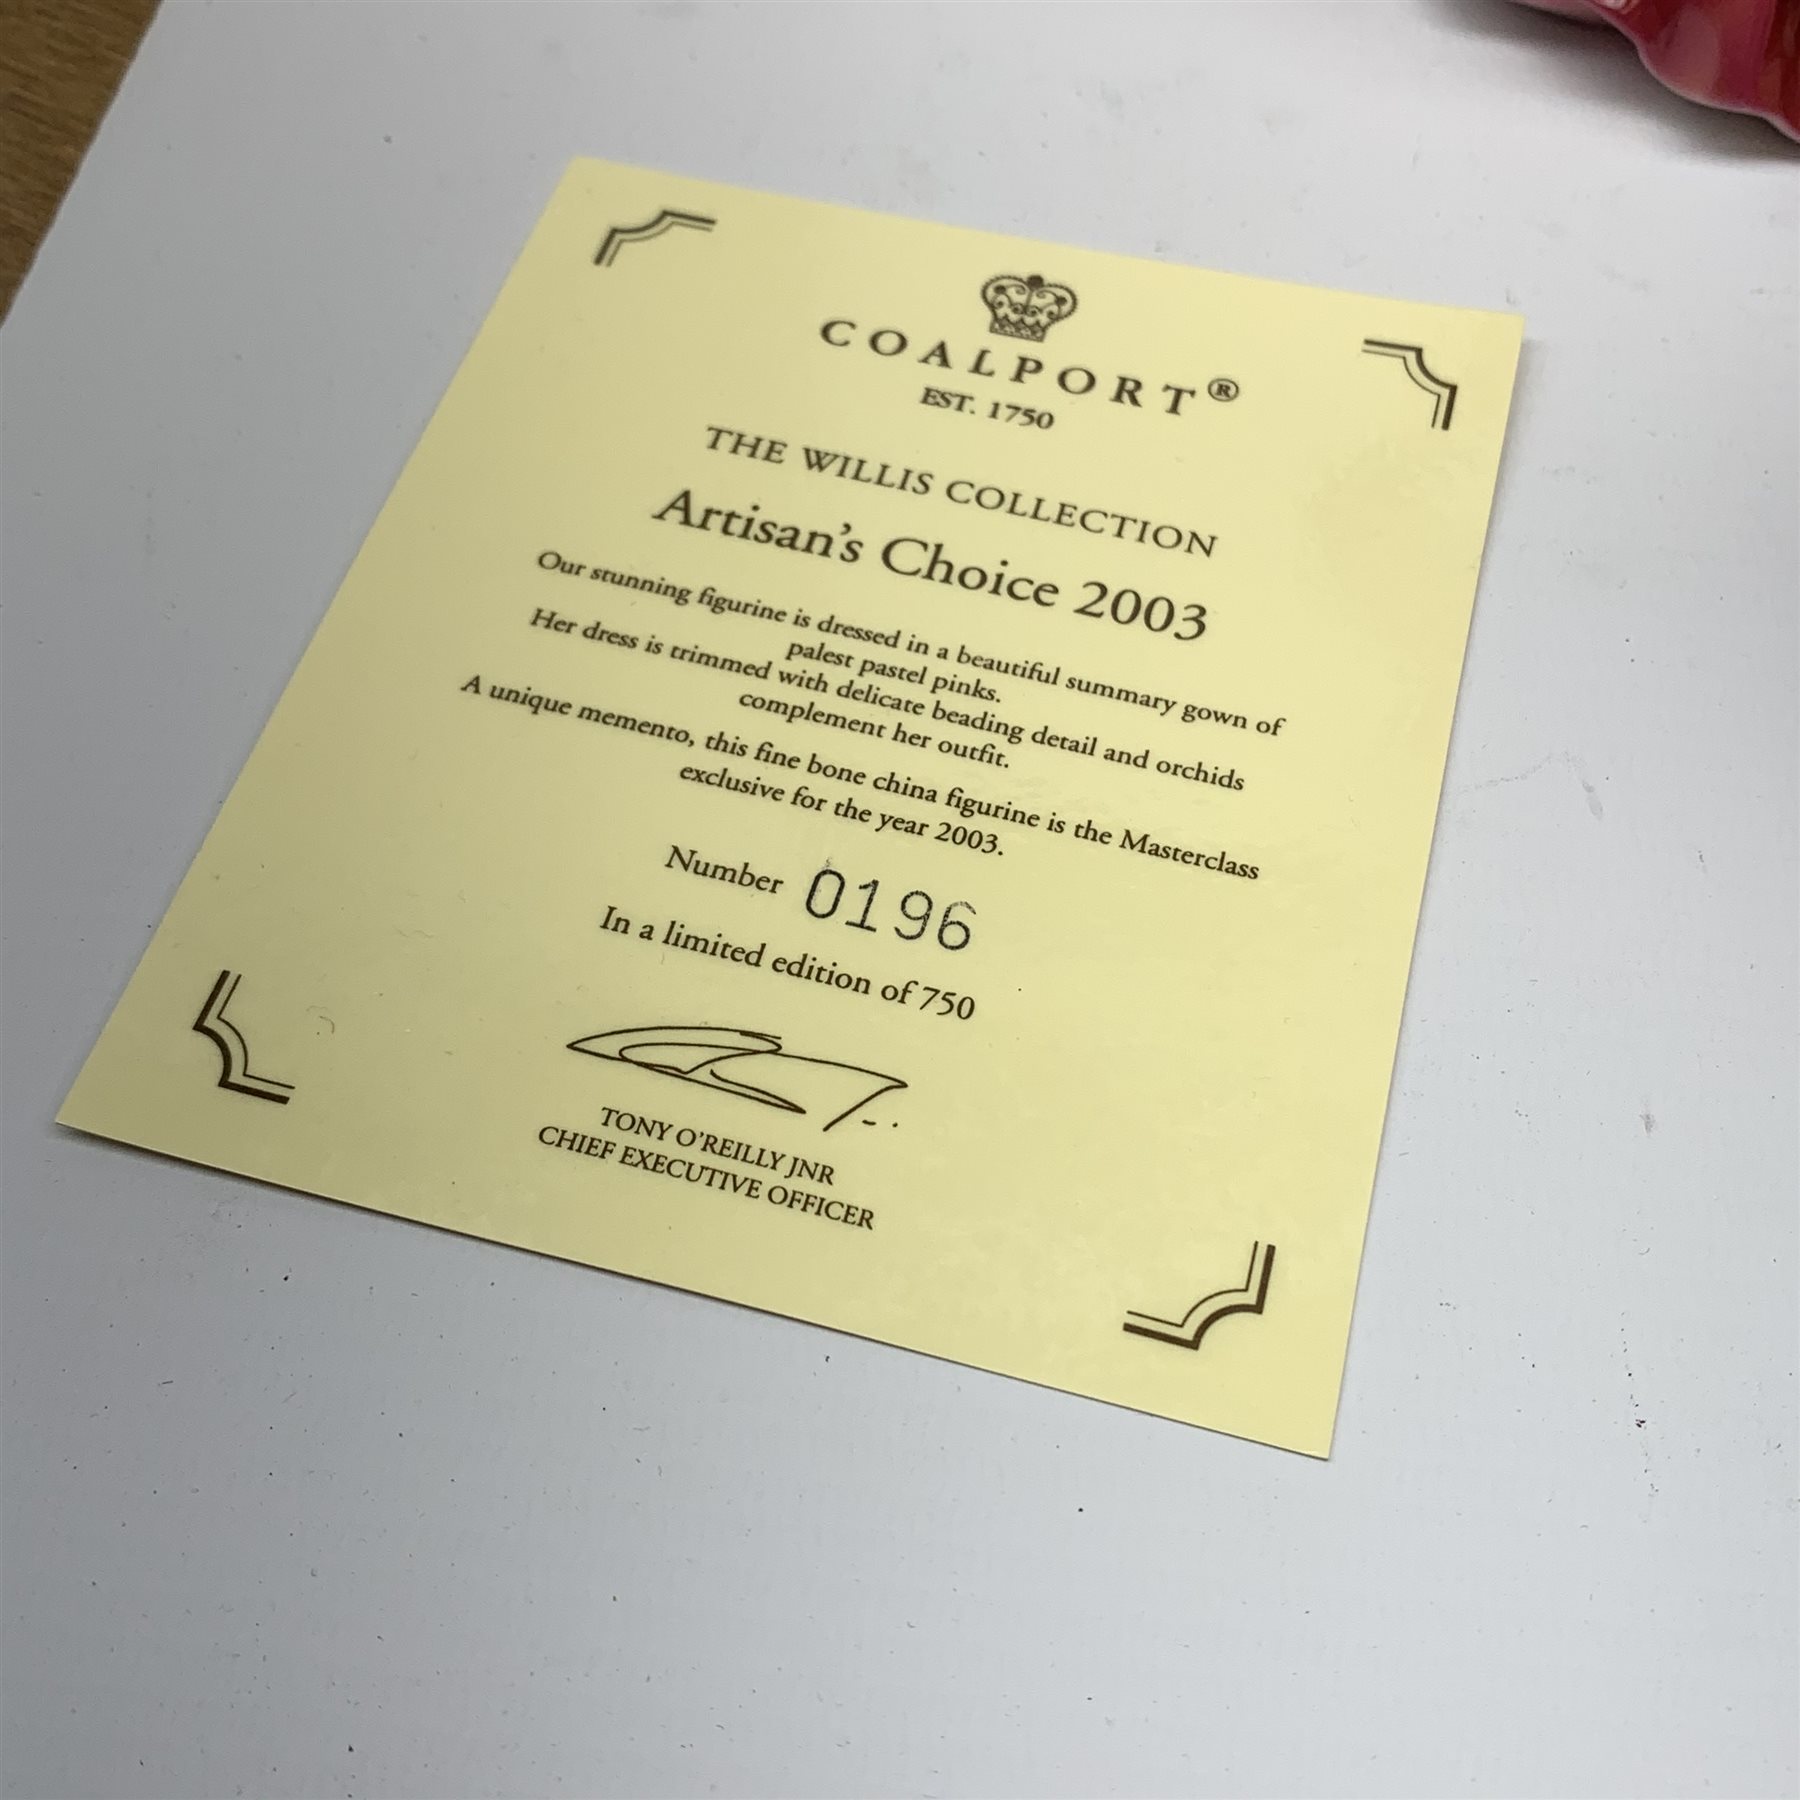 COALPORT®
EST. 1750
THE WILLIS COLLECTION
Artisan's Choice 2003
Our stunning figurine is dressed in a beautiful summary gown of
palest pastel pinks.
Her dress is trimmed with delicate beading detail and orchids
complement her outfit.
A unique memento, this fine bone china figurine is the Masterclass
exclusive for the year 2003.
Number 0196
In a limited edition of 750
TONY O'REILLY JNR
CHIEF EXECUTIVE OFFICER